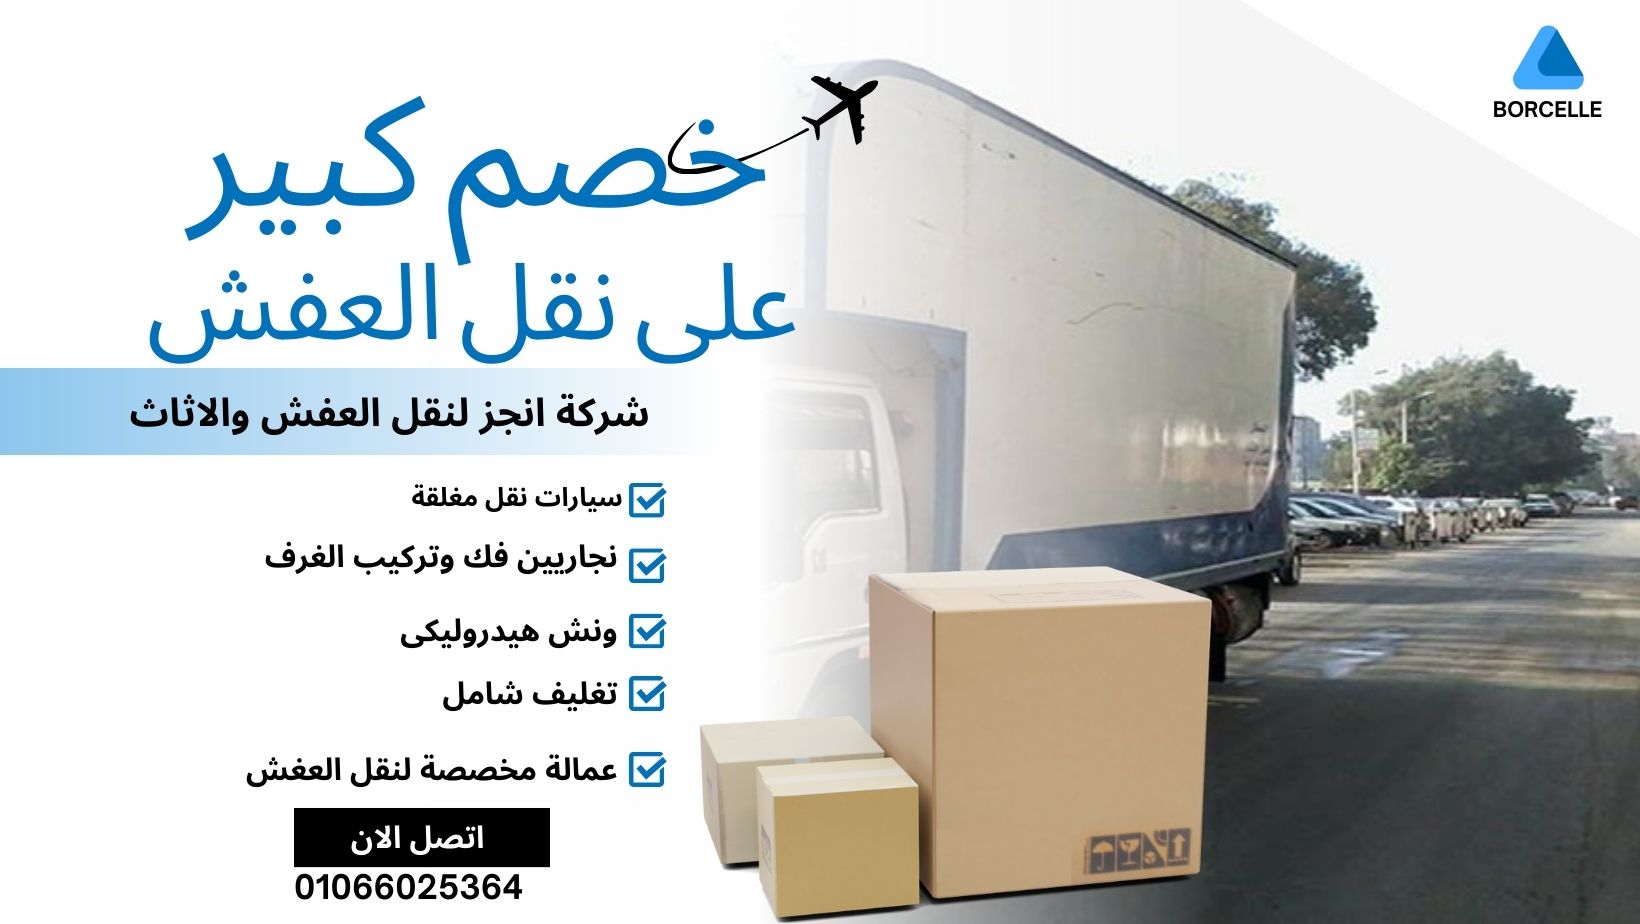 BORCELLE
خصم كبير
على نقل العفش
شركة انجز لنقل العفش والاثاث
سيارات نقل مغلقة
نجاريين فك وتركيب الغرف
ونش هيدروليكى
تغليف شامل
عمالة مخصصة لنقل العغش
اتصل الان
01066025364